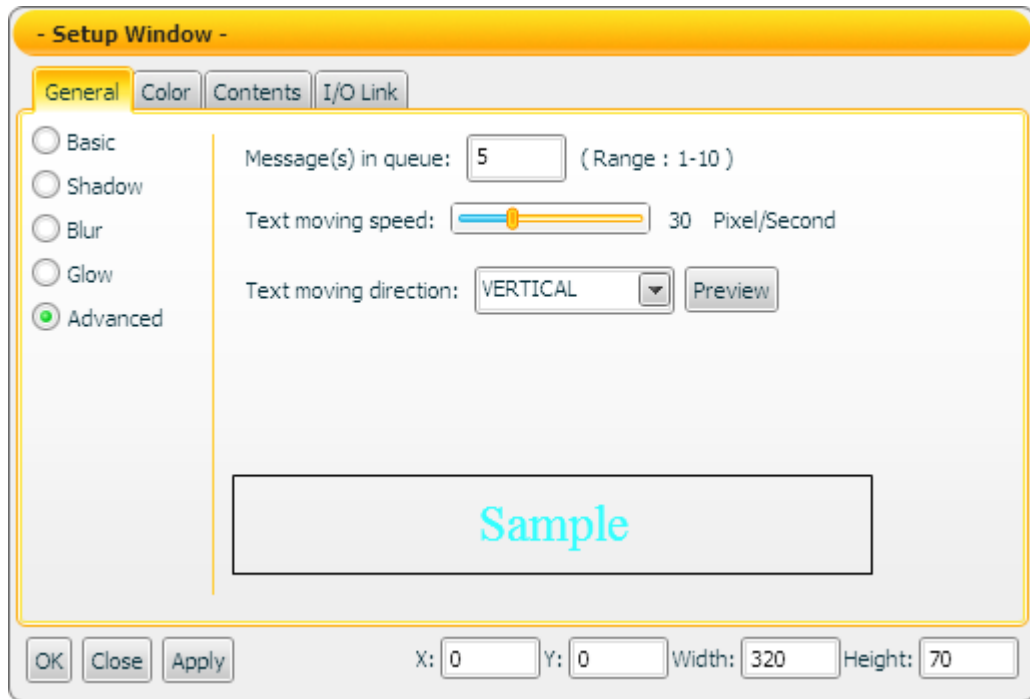 - Setup Window -
General Color Contents I/O Link
Basic
Shadow
Blur
Glow
Advanced
Message(s) in queue: 5 ( Range : 1-10 )
Text moving speed: 30 Pixel/Second
Text moving direction: VERTICAL Preview
Sample
OK Close Apply X: 0 Y: 0 Width: 320 Height: 70